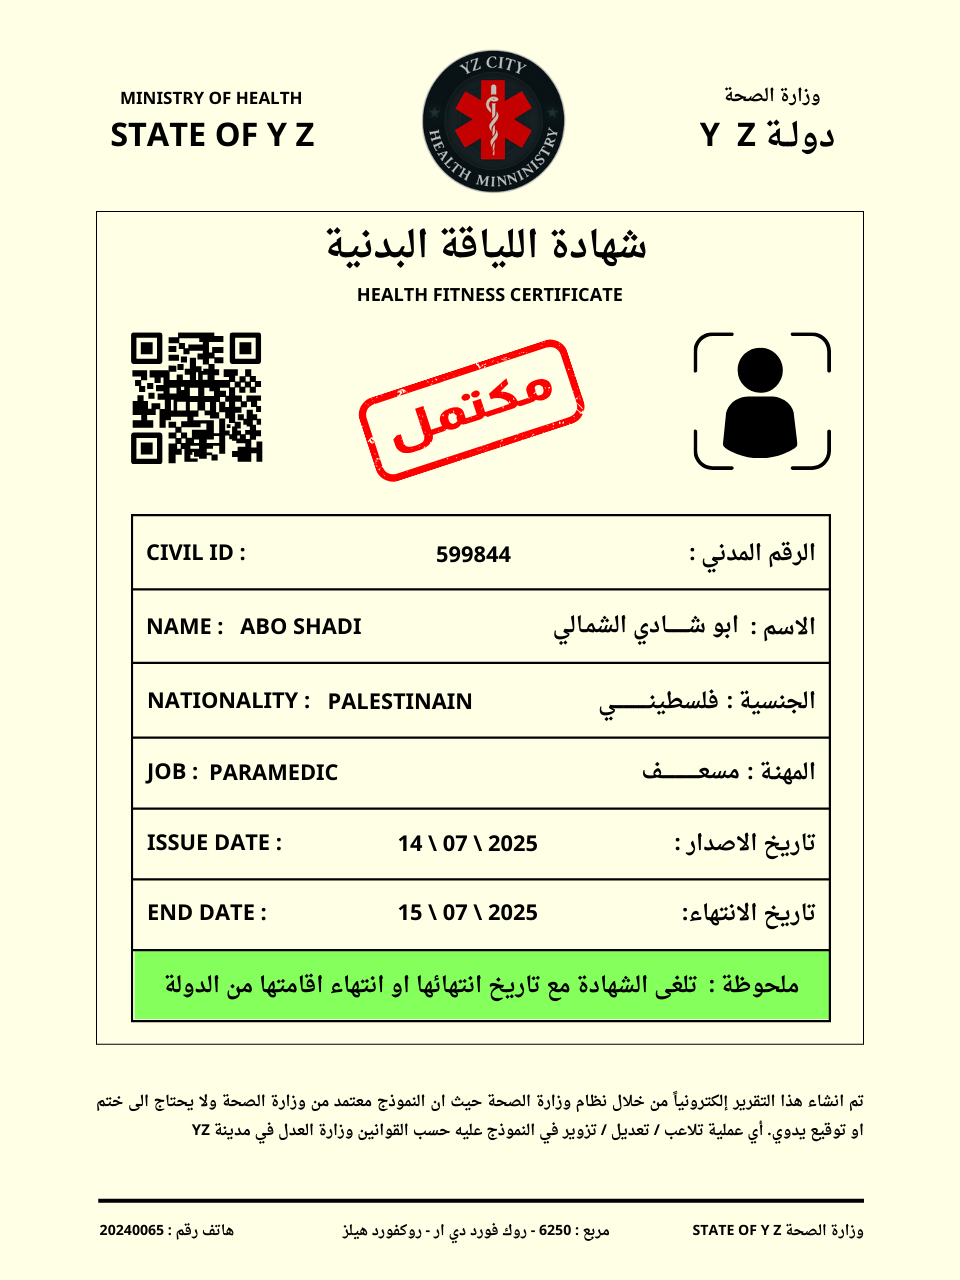 MINISTRY OF HEALTH
STATE OF Y Z
YZ CITY
HEALTH MINNINISTRY
وزارة الصحة
دولة Y Z
شهادة اللياقة البدنية
HEALTH FITNESS CERTIFICATE
مكتمل
CIVIL ID : 599844 الرقم المدني :
NAME : ABO SHADI الاسم : ابو شـــادي الشمالي
NATIONALITY : PALESTINAIN الجنسية : فلسطينـــــي
JOB : PARAMEDIC المهنة : مسعـــــف
ISSUE DATE : 14 \ 07 \ 2025 تاريخ الاصدار :
END DATE : 15 \ 07 \ 2025 تاريخ الانتهاء:
ملحوظة : تلغى الشهادة مع تاريخ انتهائها او انتهاء اقامتها من الدولة
تم انشاء هذا التقرير إلكترونياً من خلال نظام وزارة الصحة حيث ان النموذج معتمد من وزارة الصحة ولا يحتاج الى ختم
او توقيع يدوي. أي عملية تلاعب / تعديل / تزوير في النموذج عليه حسب القوانين وزارة العدل في مدينة YZ
وزارة الصحة STATE OF Y Z مربع : 6250 - روك فورد دي ار - روكفورد هيلز هاتف رقم : 20240065